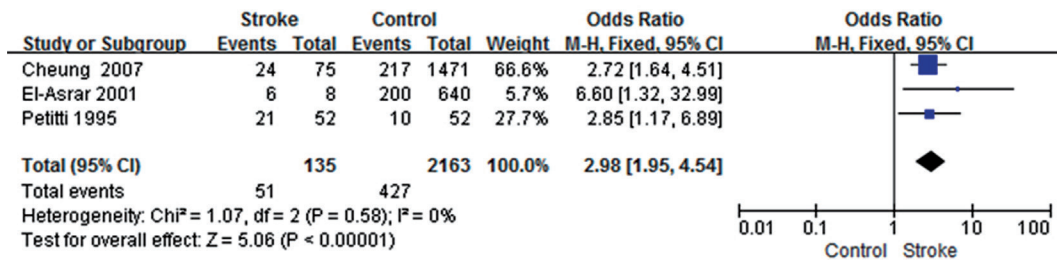 Stroke Control Odds Ratio Odds Ratio
Study or Subgroup Events Total Events Total Weight M-H, Fixed, 95% CI M-H, Fixed, 95% CI
Cheung 2007 24 75 217 1471 66.6% 2.72 [1.64, 4.51]
El-Asrar 2001 6 8 200 640 5.7% 6.60 [1.32, 32.99]
Petitti 1995 21 52 10 52 27.7% 2.85 [1.17, 6.89]
Total (95% CI) 135 2163 100.0% 2.98 [1.95, 4.54]
Total events 51 427
Heterogeneity: Chi² = 1.07, df = 2 (P = 0.58); I² = 0%
Test for overall effect: Z = 5.06 (P < 0.00001)
0.01 0.1 1 10 100
Control Stroke